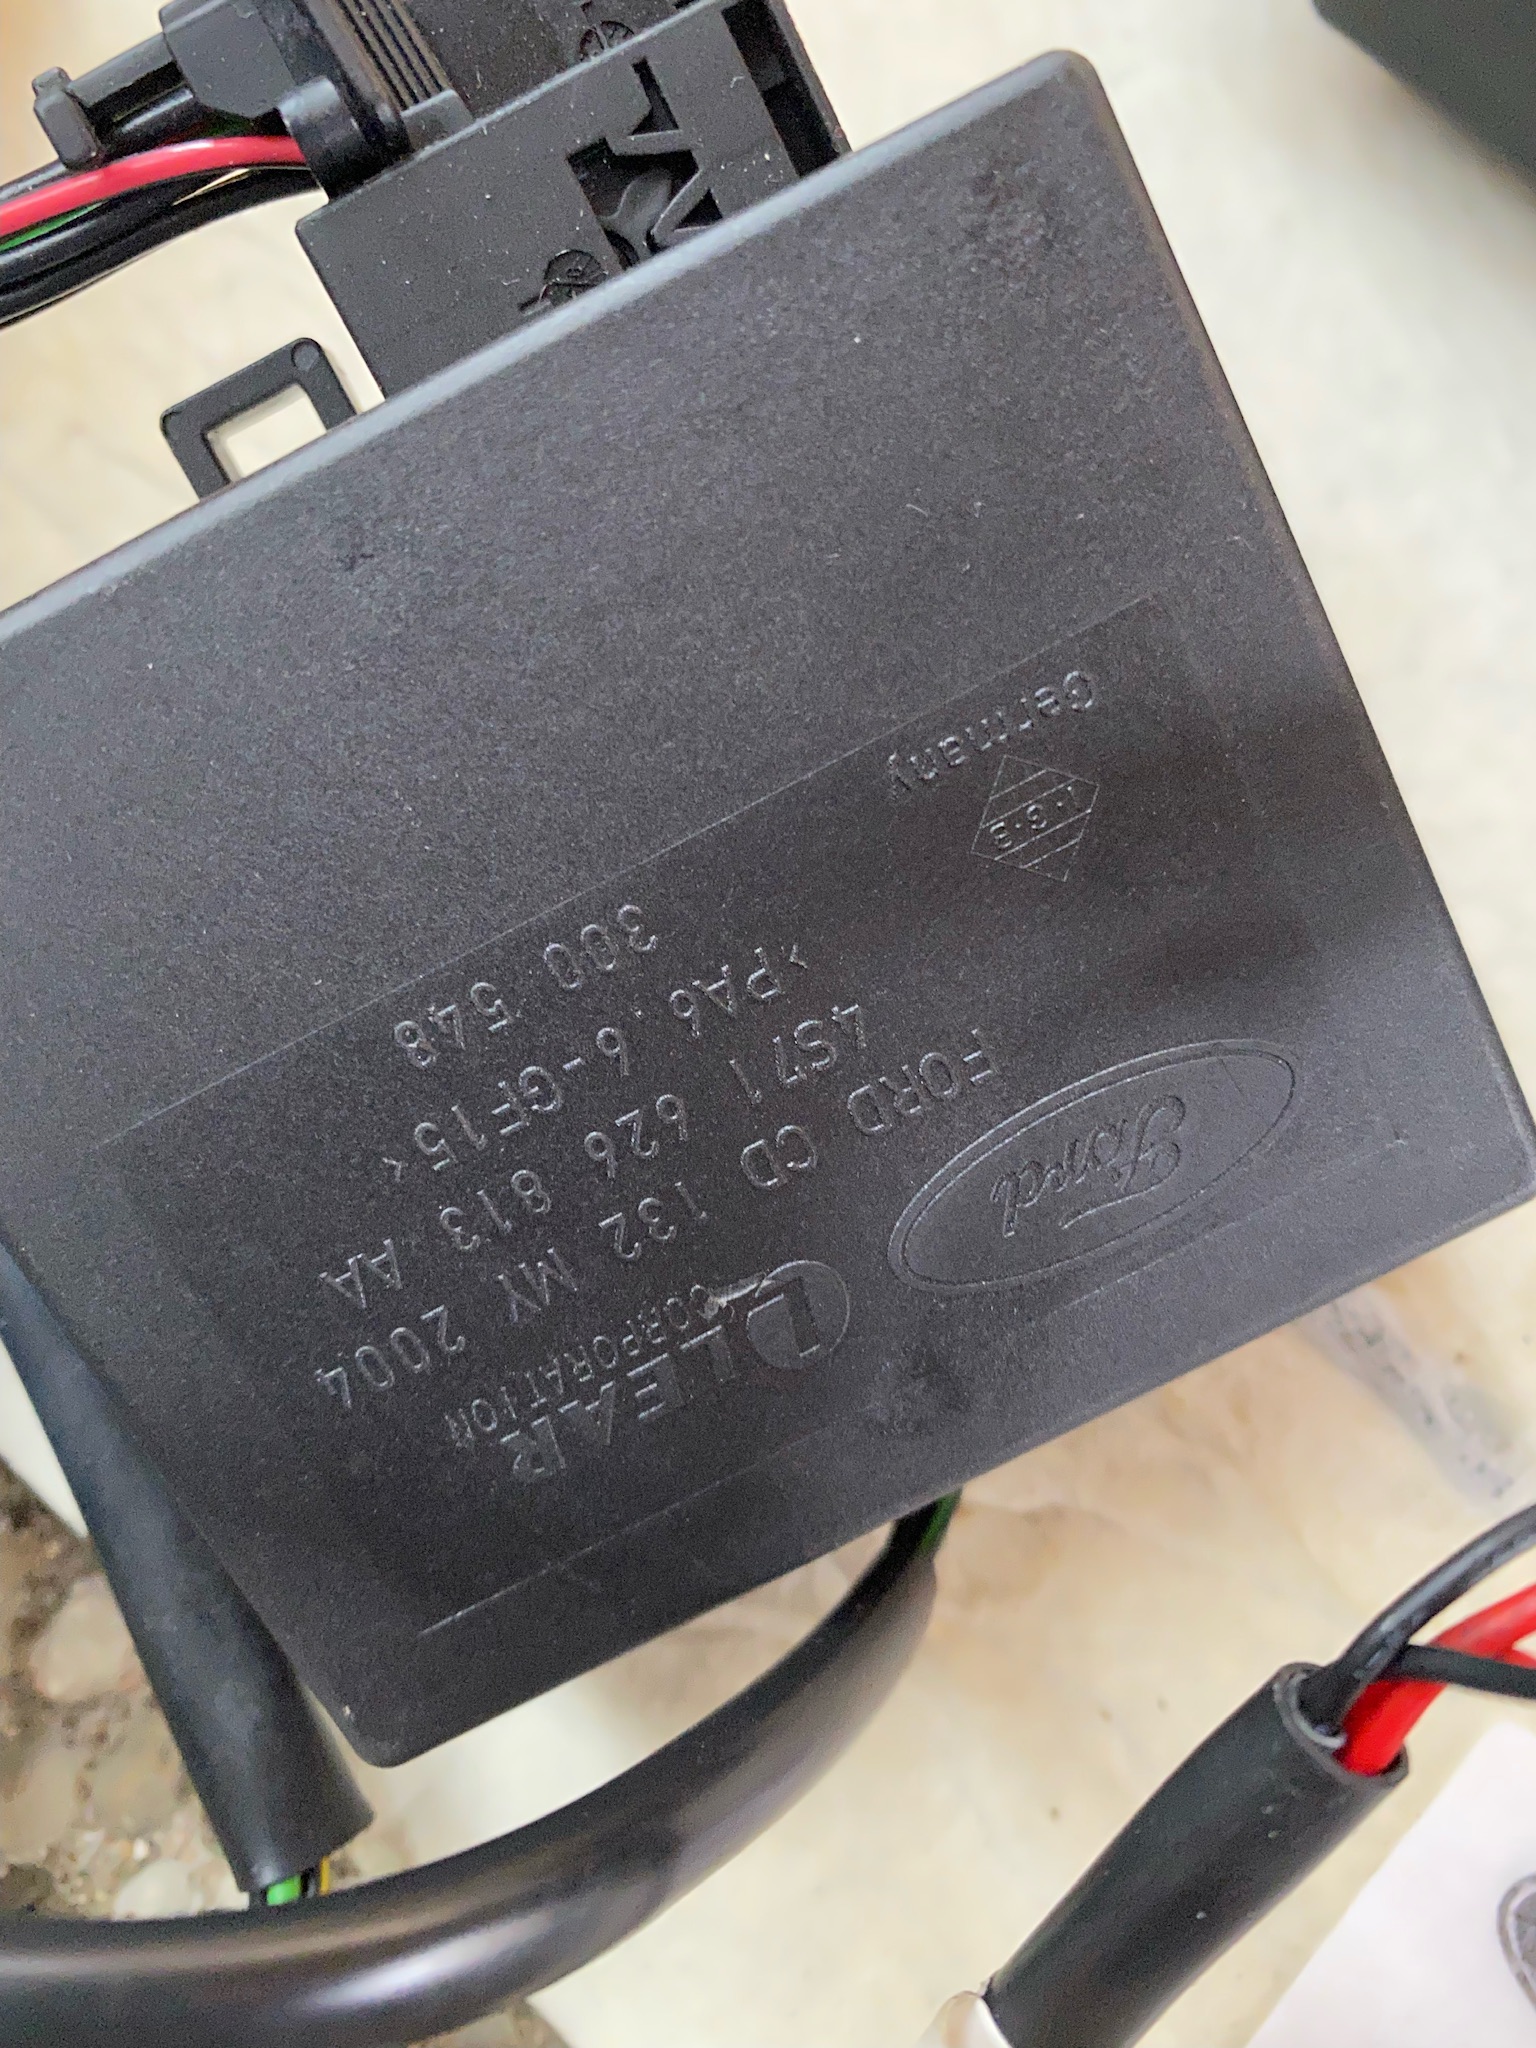 Ford
LEAR
CORPORATION
FORD CD 132 MY 2004
4S71 626 813 AA
>PA6.6-GF15<
300 548
Germany